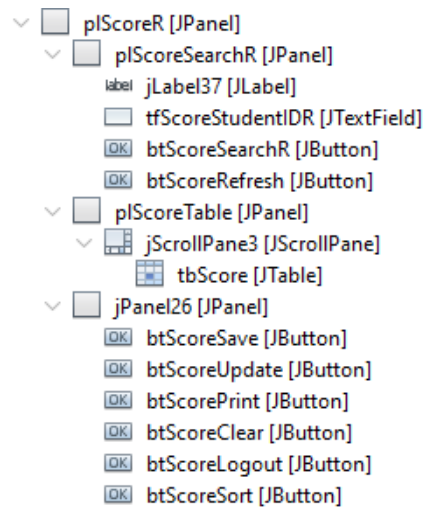 plScoreR [JPanel]
plScoreSearchR [JPanel]
label jLabel37 [JLabel]
tfScoreStudentIDR [JTextField]
OK btScoreSearchR [JButton]
OK btScoreRefresh [JButton]
plScoreTable [JPanel]
jScrollPane3 [JScrollPane]
tbScore [JTable]
jPanel26 [JPanel]
OK btScoreSave [JButton]
OK btScoreUpdate [JButton]
OK btScorePrint [JButton]
OK btScoreClear [JButton]
OK btScoreLogout [JButton]
OK btScoreSort [JButton]